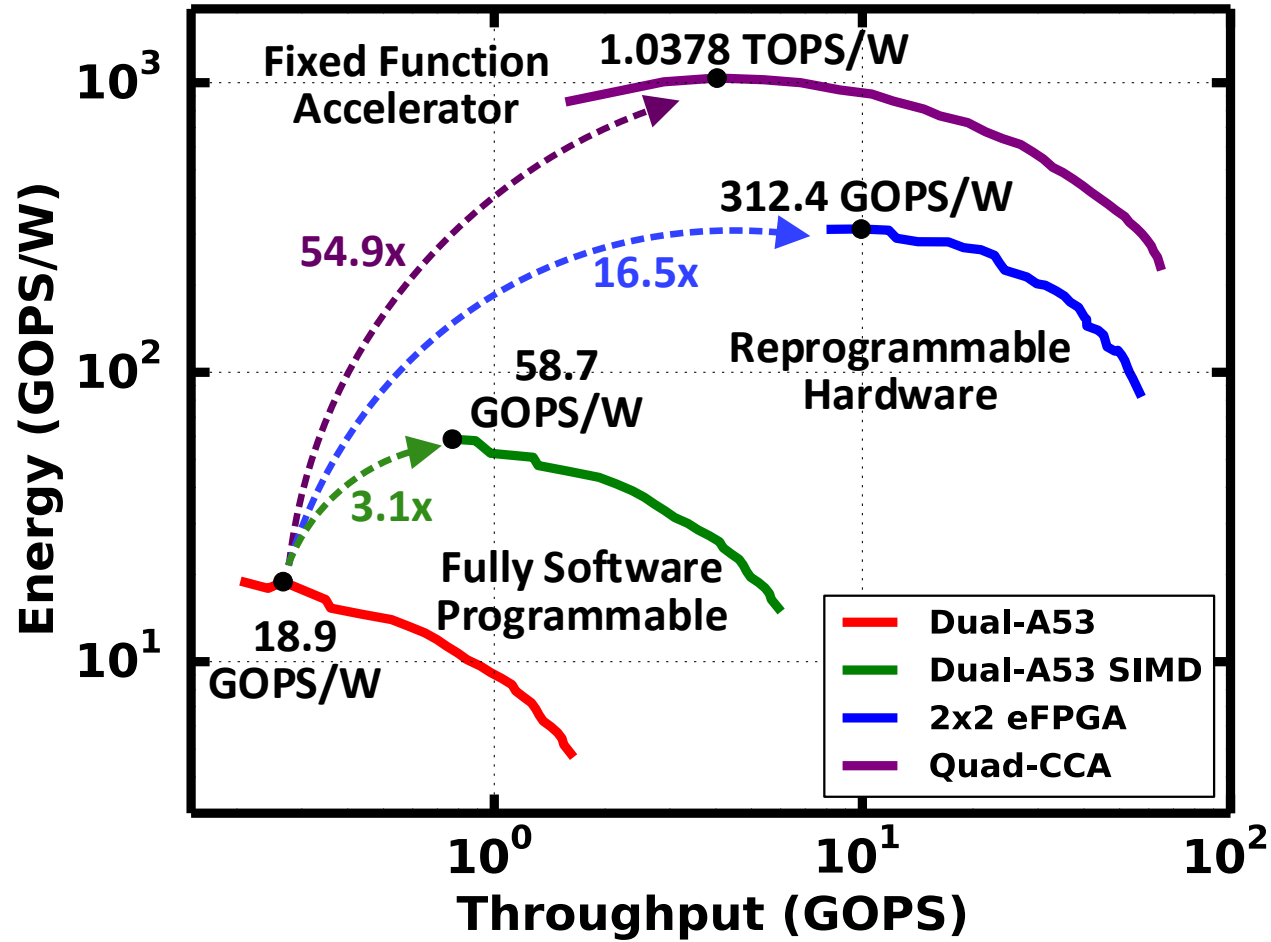 Fixed Function
Accelerator
1.0378 TOPS/W
10³
312.4 GOPS/W
54.9x
16.5x
Reprogrammable
Hardware
10²
58.7
GOPS/W
3.1x
Fully Software
Programmable
18.9
GOPS/W
10¹
Dual-A53
Dual-A53 SIMD
2x2 eFPGA
Quad-CCA
10⁰
10¹
10²
Throughput (GOPS)
Energy (GOPS/W)